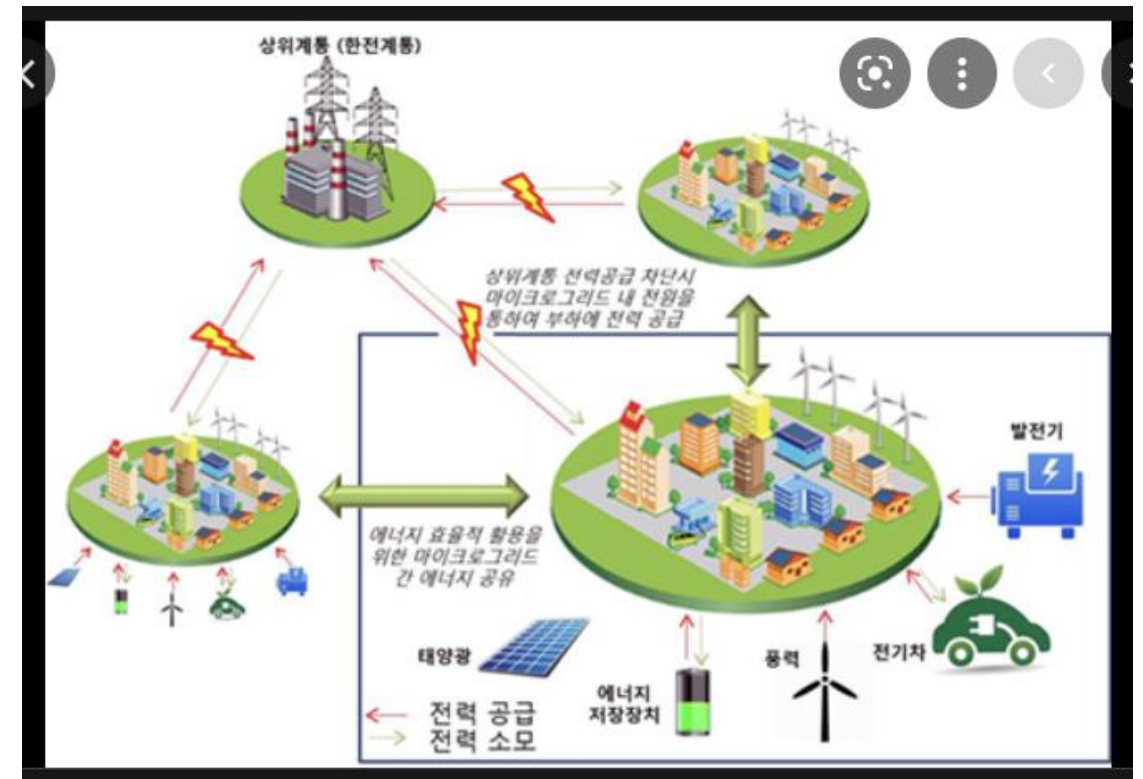 상위계통 (한전계통)
상위계통 전력공급 차단시
마이크로그리드 내 전원을
통하여 부하에 전력 공급
발전기
에너지 효율적 활용을
위한 마이크로그리드
간 에너지 공유
태양광
에너지
저장장치
풍력
전기차
전력 공급
전력 소모